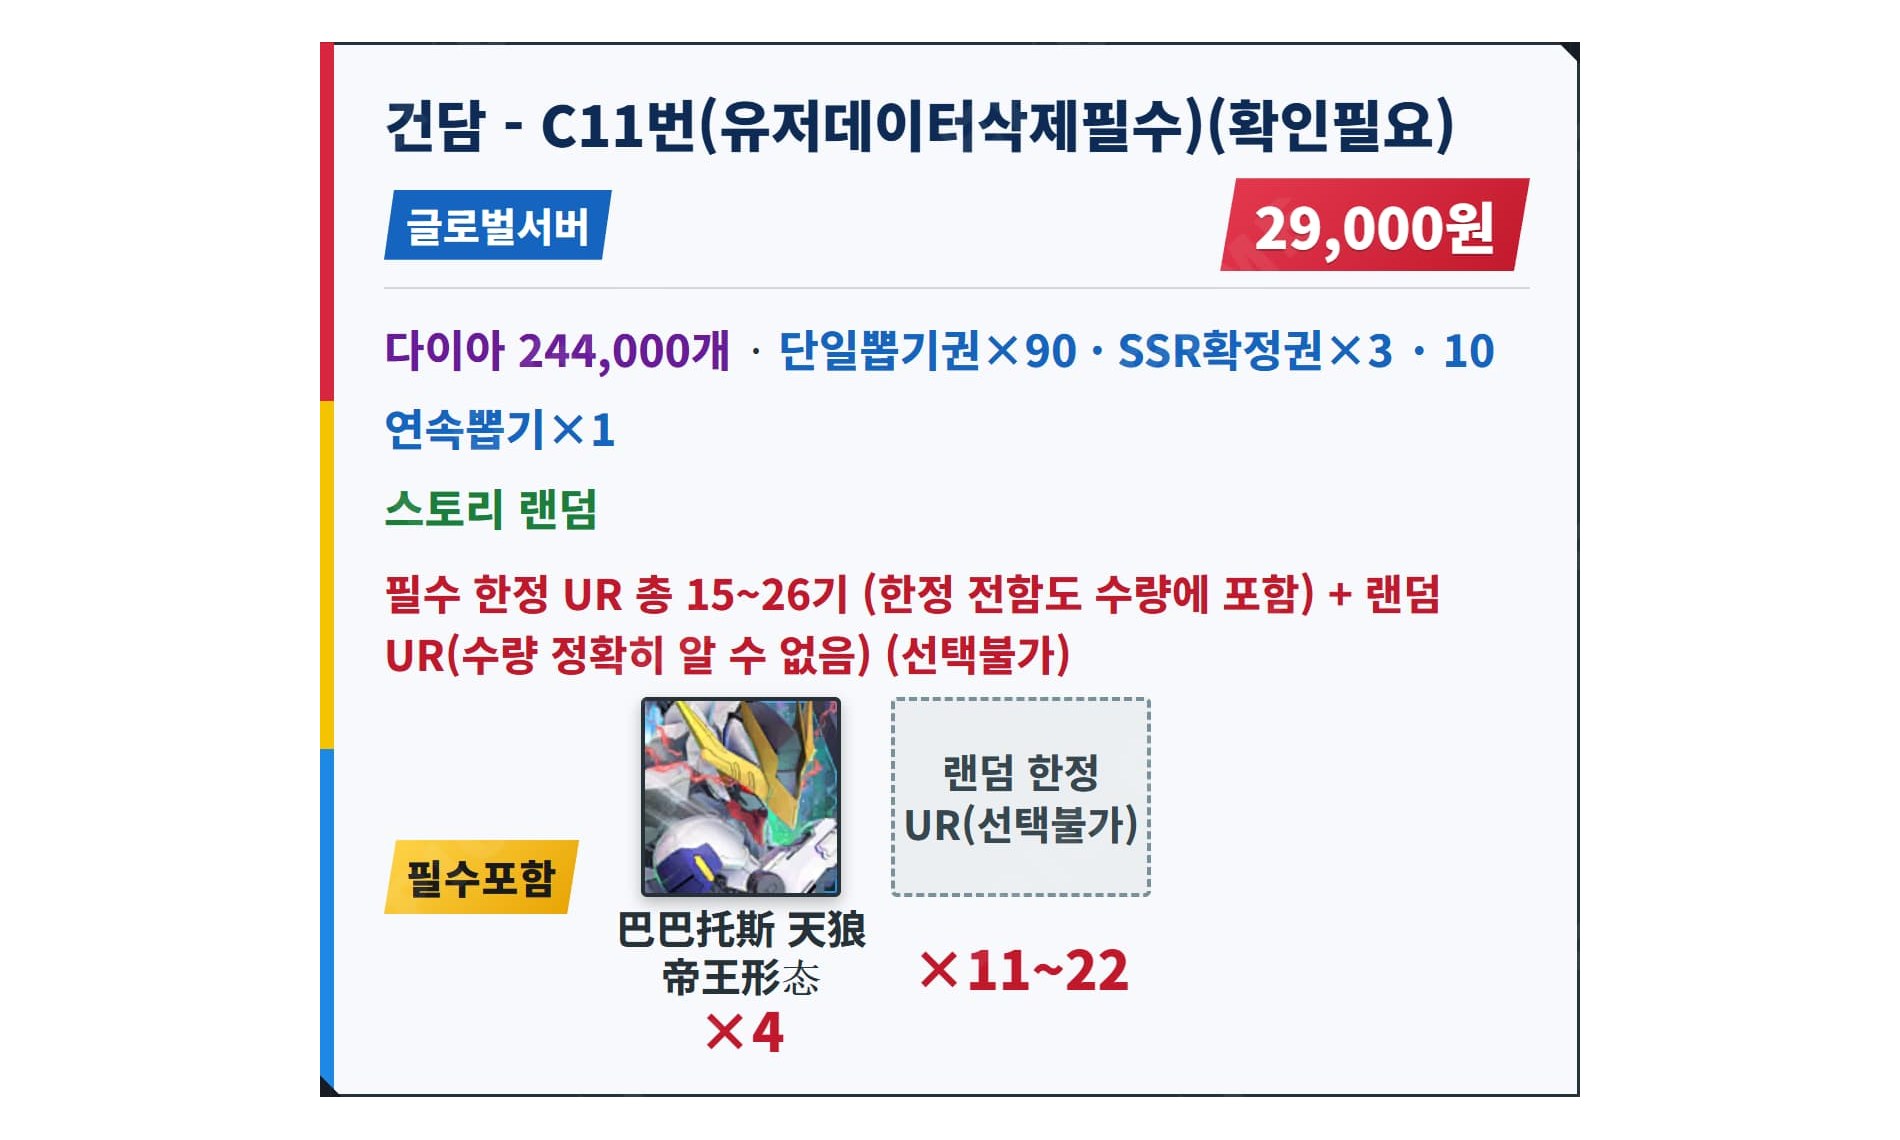 건담 - C11번(유저데이터삭제필수)(확인필요)
글로벌서버
29,000원
다이아 244,000개 · 단일뽑기권×90 · SSR확정권×3 · 10
연속뽑기×1
스토리 랜덤
필수 한정 UR 총 15~26기 (한정 전함도 수량에 포함) + 랜덤
UR(수량 정확히 알 수 없음) (선택불가)
필수포함
巴巴托斯 天狼
帝王形态
×4
랜덤 한정
UR(선택불가)
×11~22